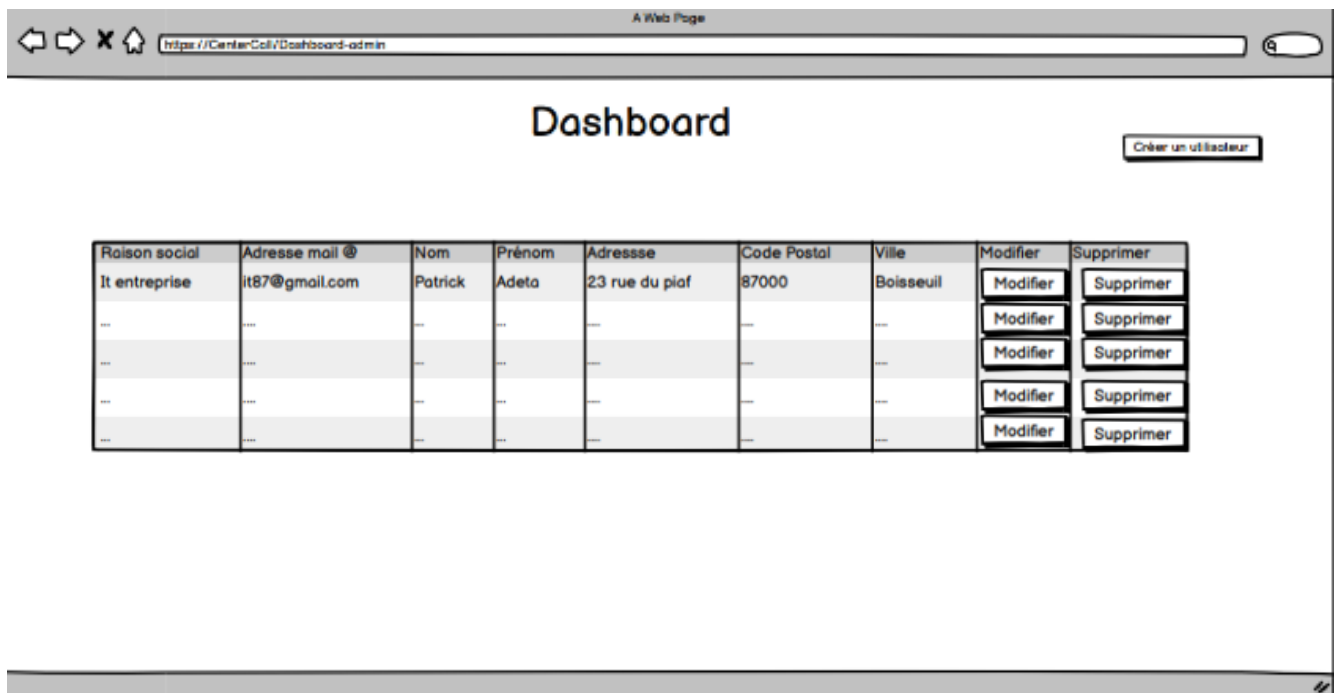 A Web Page
https://CenterCall/Dashboard-admin
Dashboard
Créer un utilisateur
Raison social Adresse mail @ Nom Prénom Adressse Code Postal Ville Modifier Supprimer
It entreprise it87@gmail.com Patrick Adeta 23 rue du piaf 87000 Boisseuil Modifier Supprimer
... .... ... ... .... .... .... Modifier Supprimer
... .... ... ... .... .... .... Modifier Supprimer
... .... ... ... .... .... .... Modifier Supprimer
... .... ... ... .... .... .... Modifier Supprimer